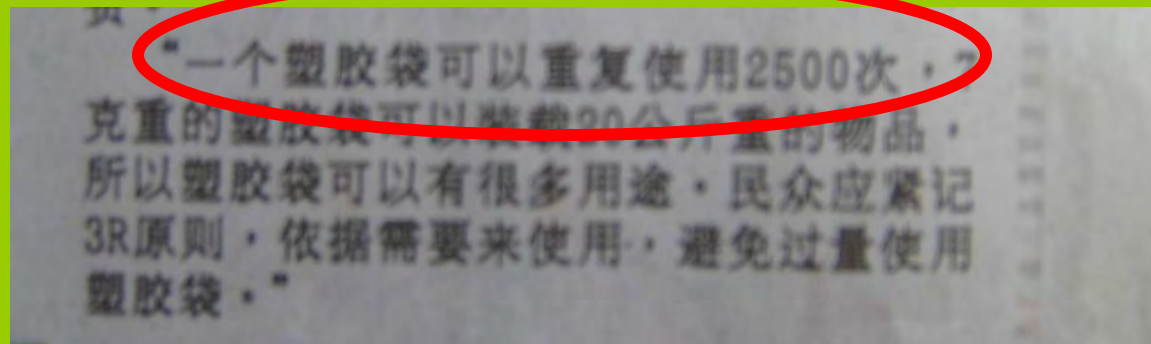 “一个塑胶袋可以重复使用2500次，7
克重的塑胶袋可以装载20公斤重的物品，
所以塑胶袋可以有很多用途。民众应紧记
3R原则，依据需要来使用，避免过量使用
塑胶袋。”